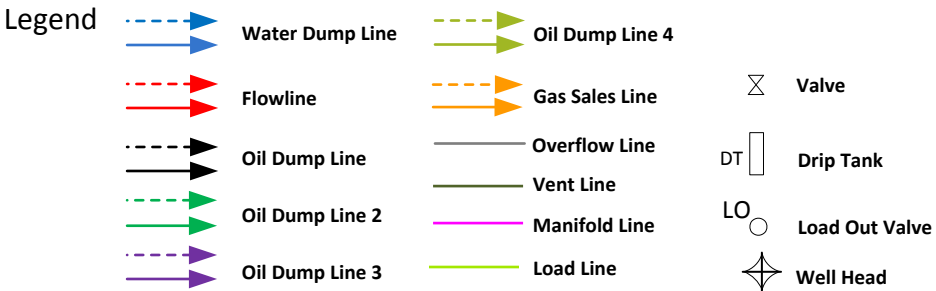 Legend
Water Dump Line
Flowline
Oil Dump Line
Oil Dump Line 2
Oil Dump Line 3
Oil Dump Line 4
Gas Sales Line
Overflow Line
Vent Line
Manifold Line
Load Line
Valve
DT Drip Tank
LO Load Out Valve
Well Head